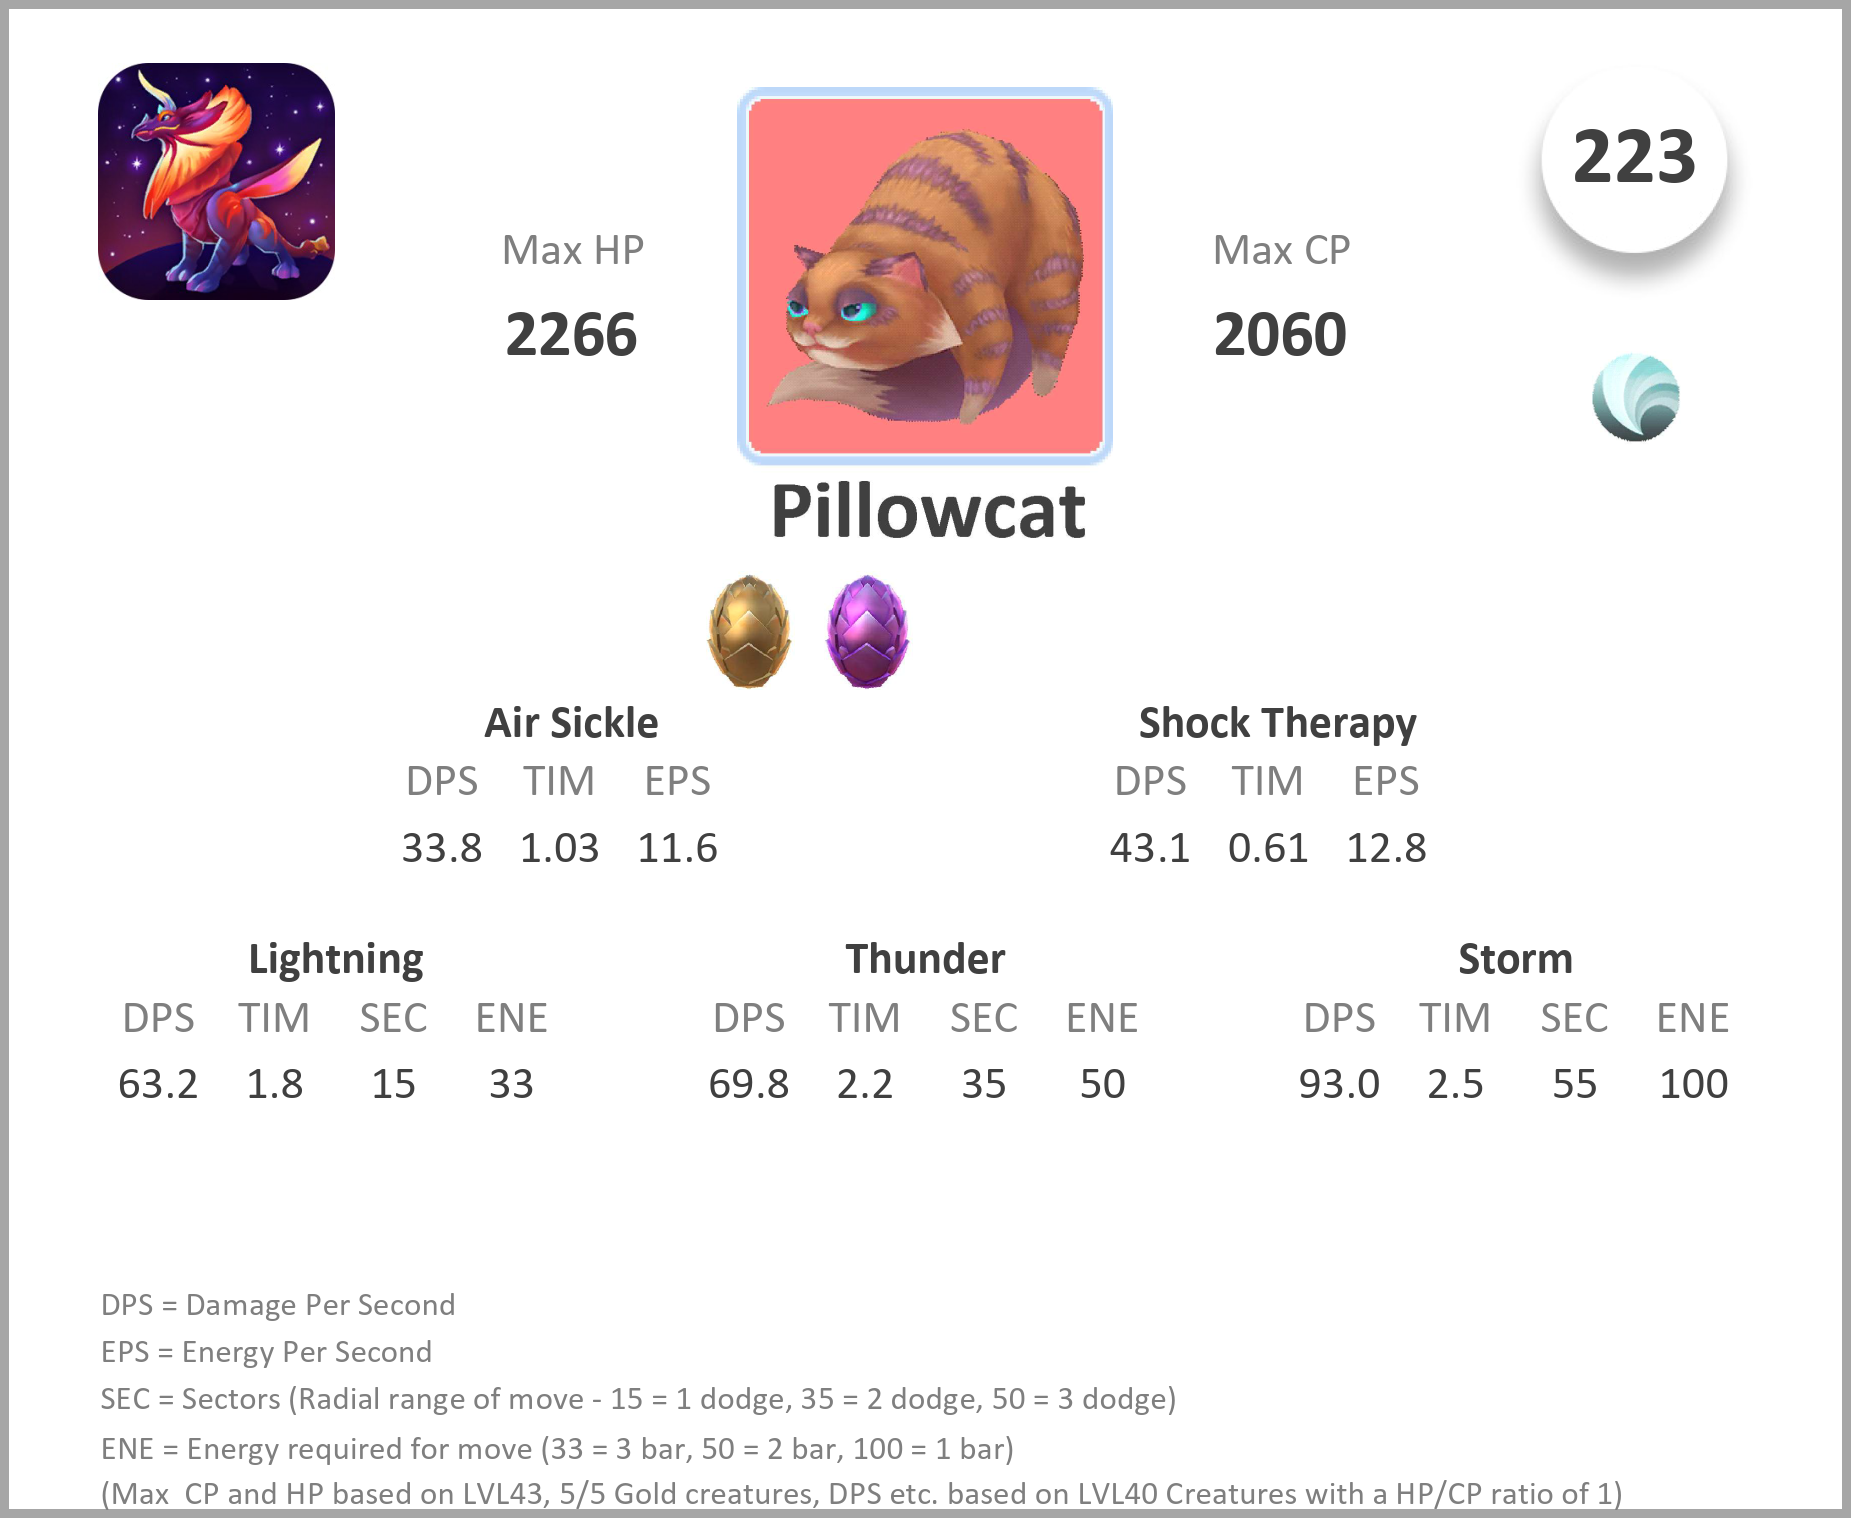 223
Max HP
Max CP
2266
2060
Pillowcat
Air Sickle
Shock Therapy
DPS TIM EPS
DPS TIM EPS
33.8 1.03 11.6
43.1 0.61 12.8
Lightning
Thunder
Storm
DPS TIM SEC ENE
DPS TIM SEC ENE
DPS TIM SEC ENE
63.2 1.8 15 33
69.8 2.2 35 50
93.0 2.5 55 100
DPS = Damage Per Second
EPS = Energy Per Second
SEC = Sectors (Radial range of move - 15 = 1 dodge, 35 = 2 dodge, 50 = 3 dodge)
ENE = Energy required for move (33 = 3 bar, 50 = 2 bar, 100 = 1 bar)
(Max  CP and HP based on LVL43, 5/5 Gold creatures, DPS etc. based on LVL40 Creatures with a HP/CP ratio of 1)